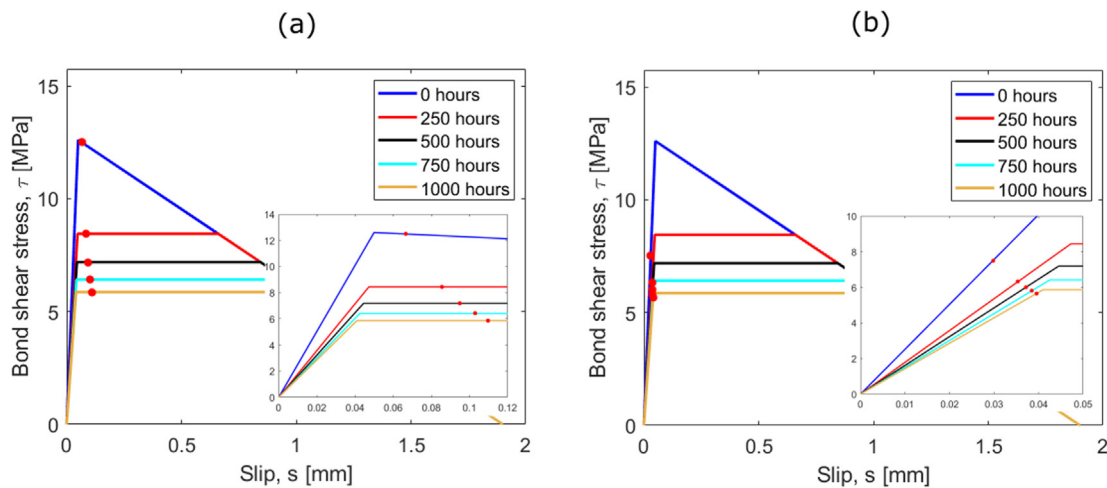 (a)
15
10
5
0
Bond shear stress, τ [MPa]
0 hours
250 hours
500 hours
750 hours
1000 hours
14
12
10
8
6
4
2
0
0 0.02 0.04 0.06 0.08 0.1 0.12
0 0.5 1 1.5 2
Slip, s [mm]
(b)
15
10
5
0
Bond shear stress, τ [MPa]
0 hours
250 hours
500 hours
750 hours
1000 hours
10
8
6
4
2
0
0 0.01 0.02 0.03 0.04 0.05
0 0.5 1 1.5 2
Slip, s [mm]